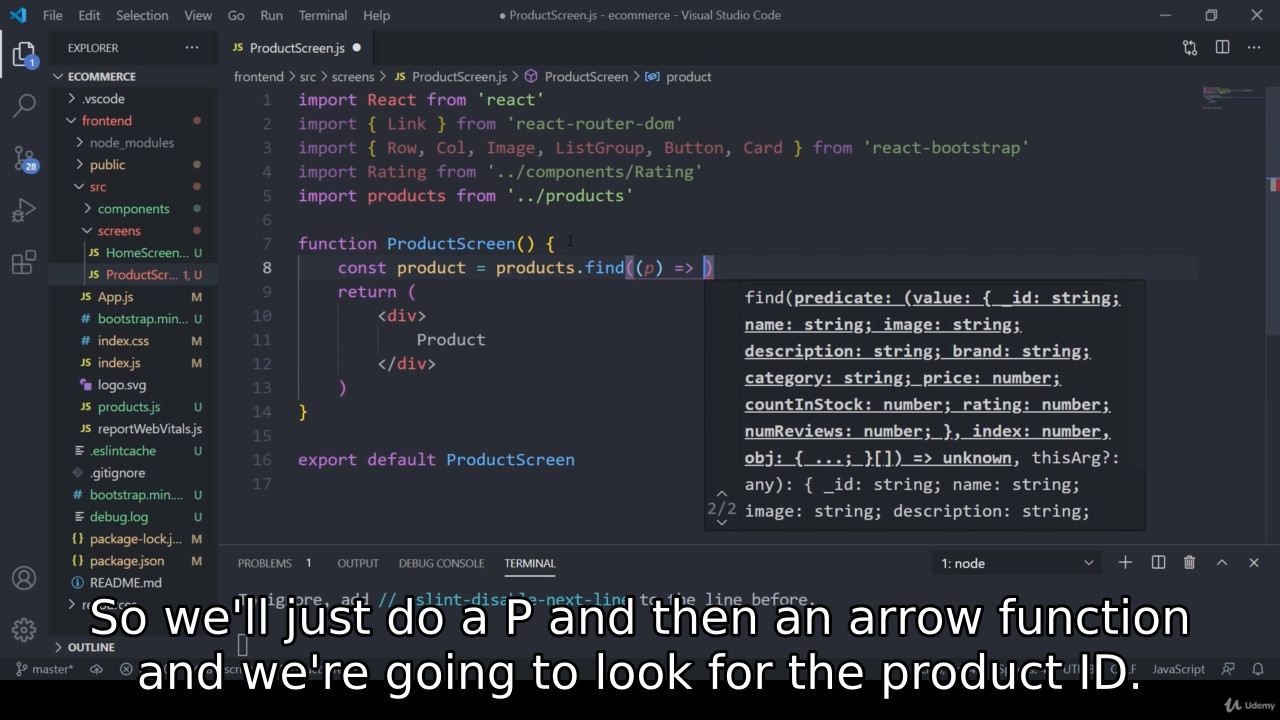 File Edit Selection View Go Run Terminal Help
● ProductScreen.js - ecommerce - Visual Studio Code
EXPLORER ···
ECOMMERCE
.vscode
frontend
node_modules
public
src
components
screens
HomeScreen... U
ProductScr... 1, U
App.js M
bootstrap.min... U
index.css M
index.js M
logo.svg
products.js U
reportWebVitals.js
.eslintcache U
.gitignore
bootstrap.min.... U
debug.log U
package-lock.j... M
package.json M
README.md
OUTLINE
1
28
JS ProductScreen.js ●
frontend > src > screens > JS ProductScreen.js > ProductScreen > product
1 import React from 'react'
2 import { Link } from 'react-router-dom'
3 import { Row, Col, Image, ListGroup, Button, Card } from 'react-bootstrap'
4 import Rating from '../components/Rating'
5 import products from '../products'
6
7 function ProductScreen() {
8 const product = products.find((p) => )
9 return (
10 <div>
11 Product
12 </div>
13 )
14 }
15
16 export default ProductScreen
17
find(predicate: (value: { _id: string;
name: string; image: string;
description: string; brand: string;
category: string; price: number;
countInStock: number; rating: number;
numReviews: number; }, index: number,
obj: { ...; }[]) => unknown, thisArg?:
any): { _id: string; name: string;
2/2 image: string; description: string;
PROBLEMS 1 OUTPUT DEBUG CONSOLE TERMINAL 1: node
To ignore, add // eslint-disable-next-line to the line before.
master* JavaScript
So we'll just do a P and then an arrow function
and we're going to look for the product ID.
Udemy